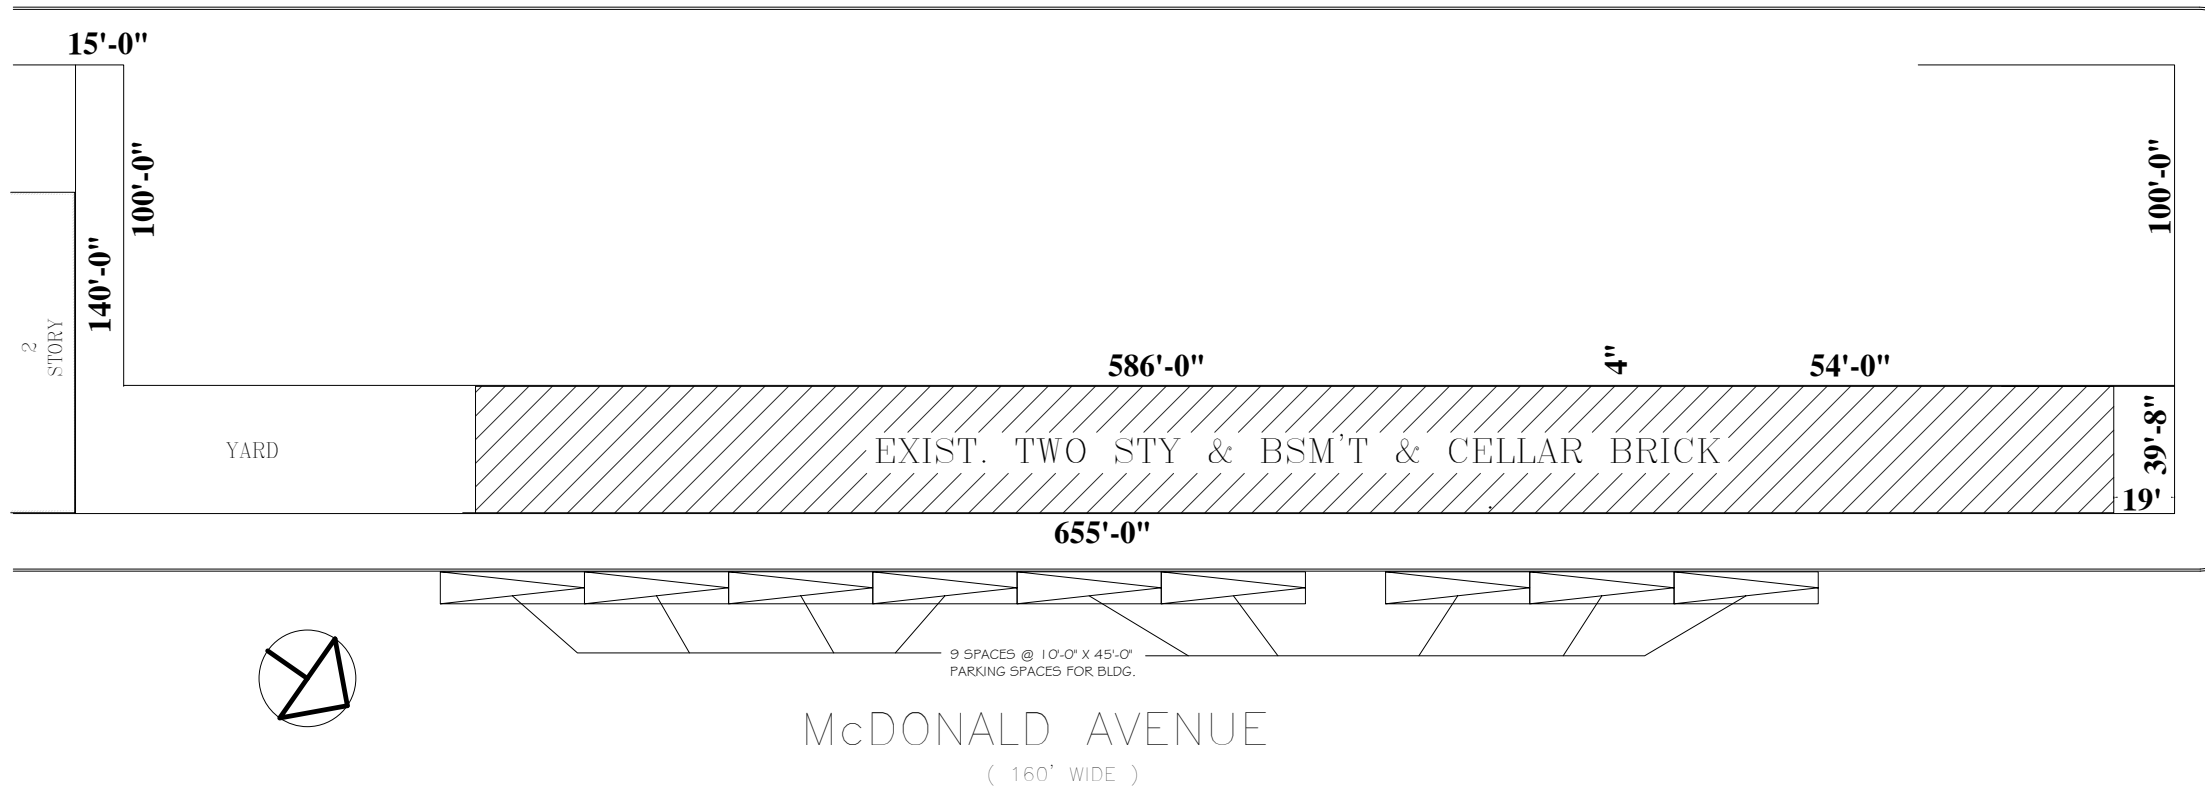 15'-0"
100'-0"
100'-0"
140'-0"
2
STORY
586'-0"
4"
54'-0"
YARD
EXIST. TWO STY & BSM'T & CELLAR BRICK
39'-8"
19'
655'-0"
9 SPACES @ 10'-0" X 45'-0"
PARKING SPACES FOR BLDG.
McDONALD AVENUE
( 160' WIDE )